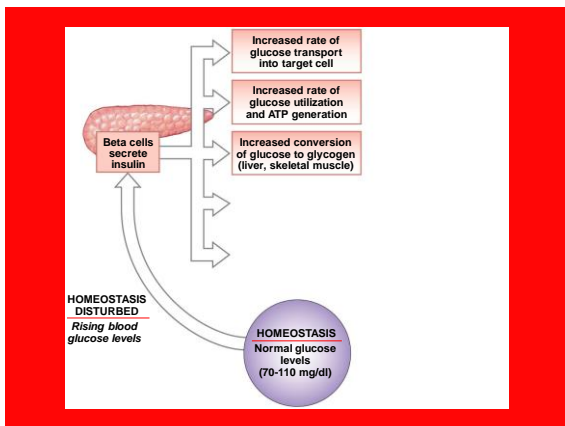 Increased rate of
glucose transport
into target cell
Increased rate of
glucose utilization
and ATP generation
Increased conversion
of glucose to glycogen
(liver, skeletal muscle)
Beta cells
secrete
insulin
HOMEOSTASIS
DISTURBED
Rising blood
glucose levels
HOMEOSTASIS
Normal glucose
levels
(70-110 mg/dl)